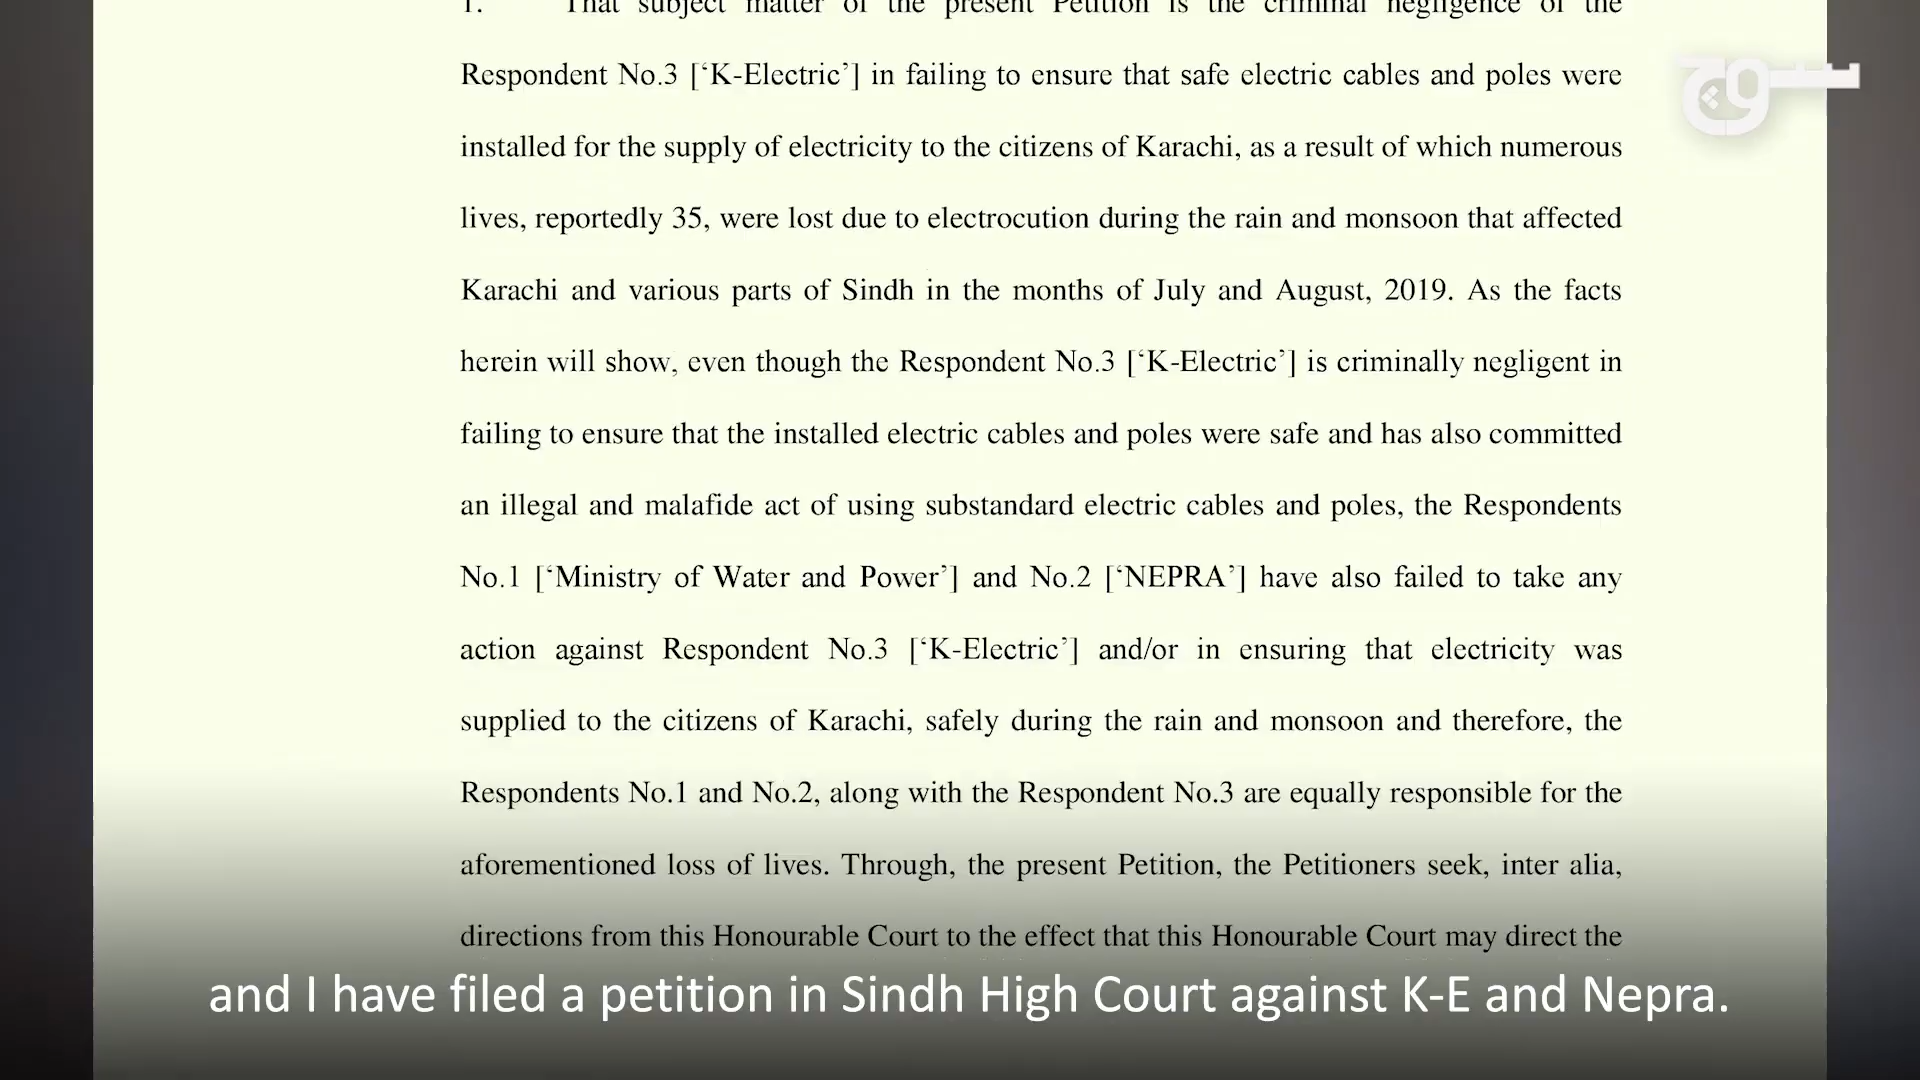 1. That subject matter of the present Petition is the criminal negligence of the
Respondent No.3 [‘K-Electric’] in failing to ensure that safe electric cables and poles were
installed for the supply of electricity to the citizens of Karachi, as a result of which numerous
lives, reportedly 35, were lost due to electrocution during the rain and monsoon that affected
Karachi and various parts of Sindh in the months of July and August, 2019. As the facts
herein will show, even though the Respondent No.3 [‘K-Electric’] is criminally negligent in
failing to ensure that the installed electric cables and poles were safe and has also committed
an illegal and malafide act of using substandard electric cables and poles, the Respondents
No.1 [‘Ministry of Water and Power’] and No.2 [‘NEPRA’] have also failed to take any
action against Respondent No.3 [‘K-Electric’] and/or in ensuring that electricity was
supplied to the citizens of Karachi, safely during the rain and monsoon and therefore, the
Respondents No.1 and No.2, along with the Respondent No.3 are equally responsible for the
aforementioned loss of lives. Through, the present Petition, the Petitioners seek, inter alia,
directions from this Honourable Court to the effect that this Honourable Court may direct the
and I have filed a petition in Sindh High Court against K-E and Nepra.
سوچ